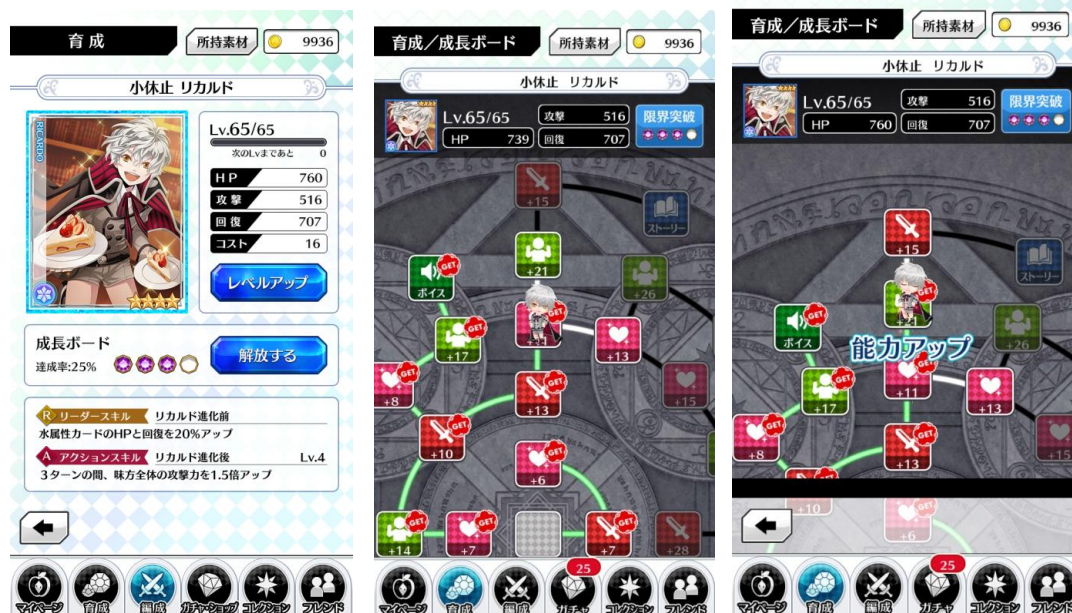 育成
所持素材
9936
小休止 リカルド
RICARDO
Lv.65/65
次のLvまであと 0
HP 760
攻撃 516
回復 707
コスト 16
レベルアップ
成長ボード
達成率:25%
解放する
R リーダースキル リカルド進化前
水属性カードのHPと回復を20%アップ
A アクションスキル リカルド進化後 Lv.4
3ターンの間、味方全体の攻撃力を1.5倍アップ
マイページ
育成
編成
ガチャ・ショップ
コレクション
フレンド
育成/成長ボード
所持素材
9936
小休止 リカルド
Lv.65/65
攻撃 516
HP 739
回復 707
限界突破
+15
ストーリー
+21
GET
ボイス
+26
GET
GET
+17
+13
GET
+8
GET
+13
+15
GET
+10
GET
+6
GET
+14
GET
+7
GET
+7
+28
25
マイページ
育成
編成
ガチャ
コレクション
フレンド
育成/成長ボード
所持素材
9936
小休止 リカルド
Lv.65/65
攻撃 516
HP 760
回復 707
限界突破
+15
ストーリー
GET
GET
ボイス
+26
能力アップ
GET
+17
GET
+11
+13
GET
+8
GET
+13
+15
GET
+10
GET
+6
25
マイページ
育成
編成
ガチャ
コレクション
フレンド